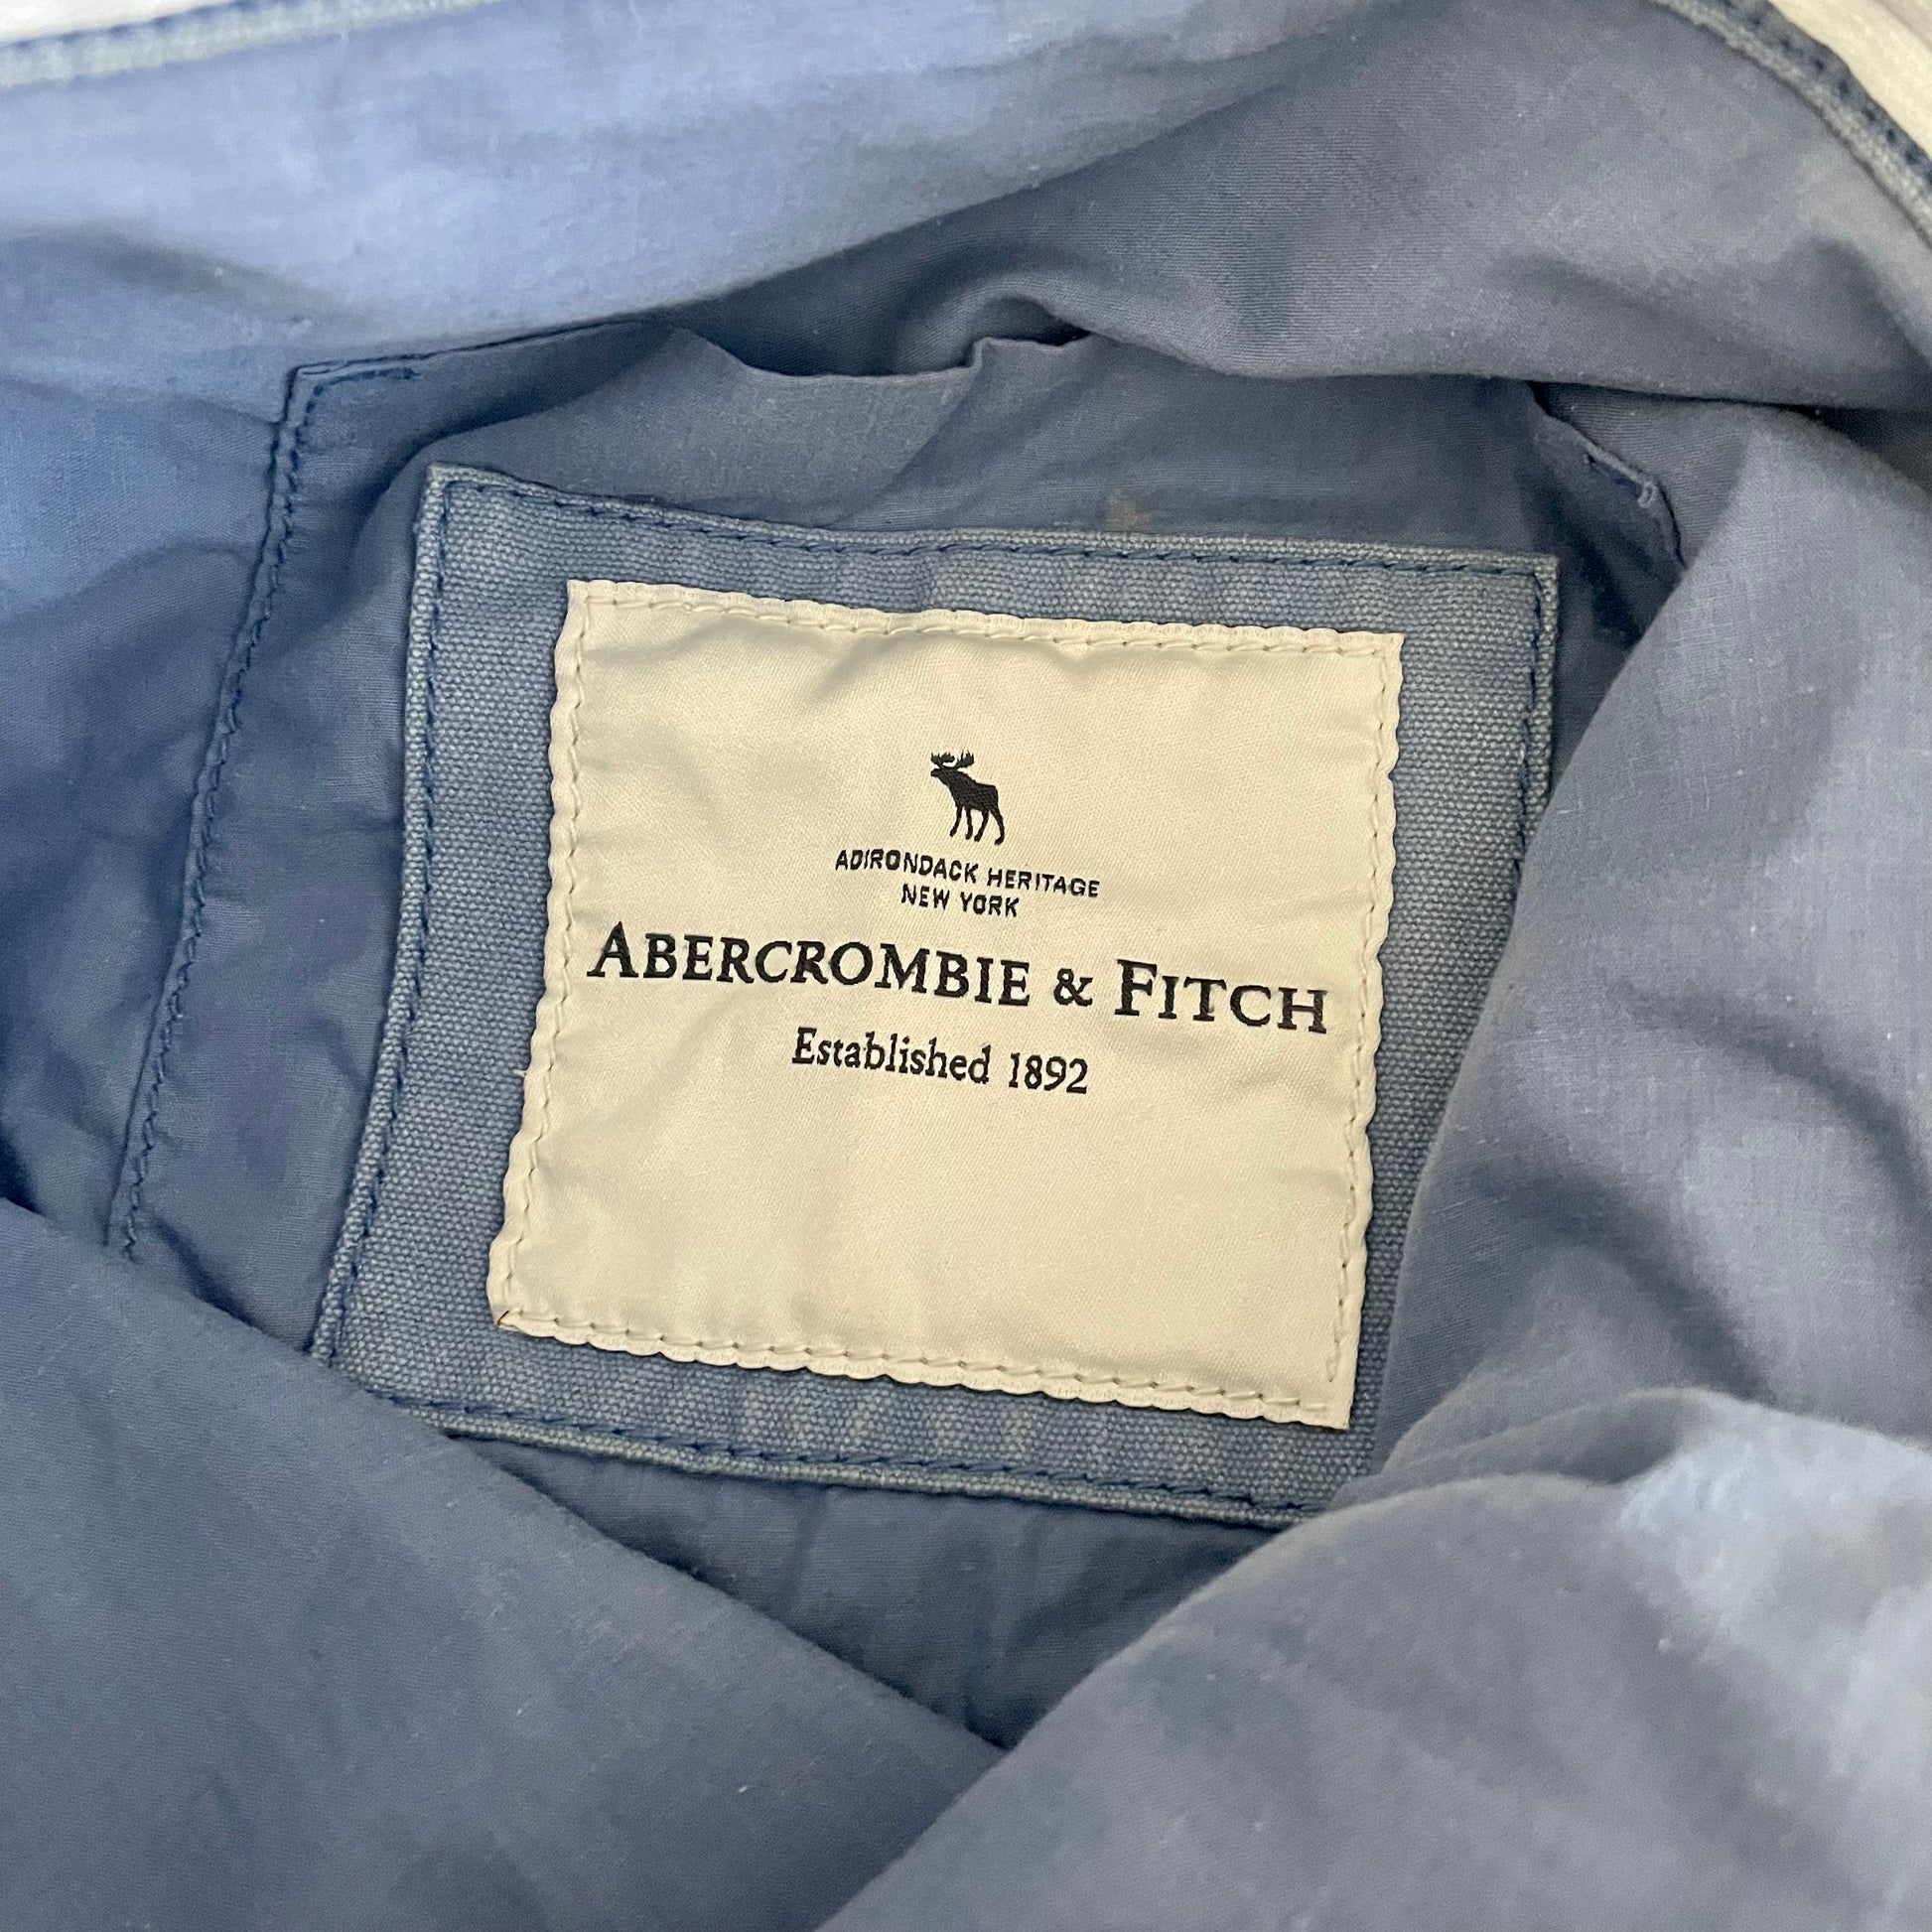 ADIRONDACK HERITAGE
NEW YORK
ABERCROMBIE & FITCH
Established 1892